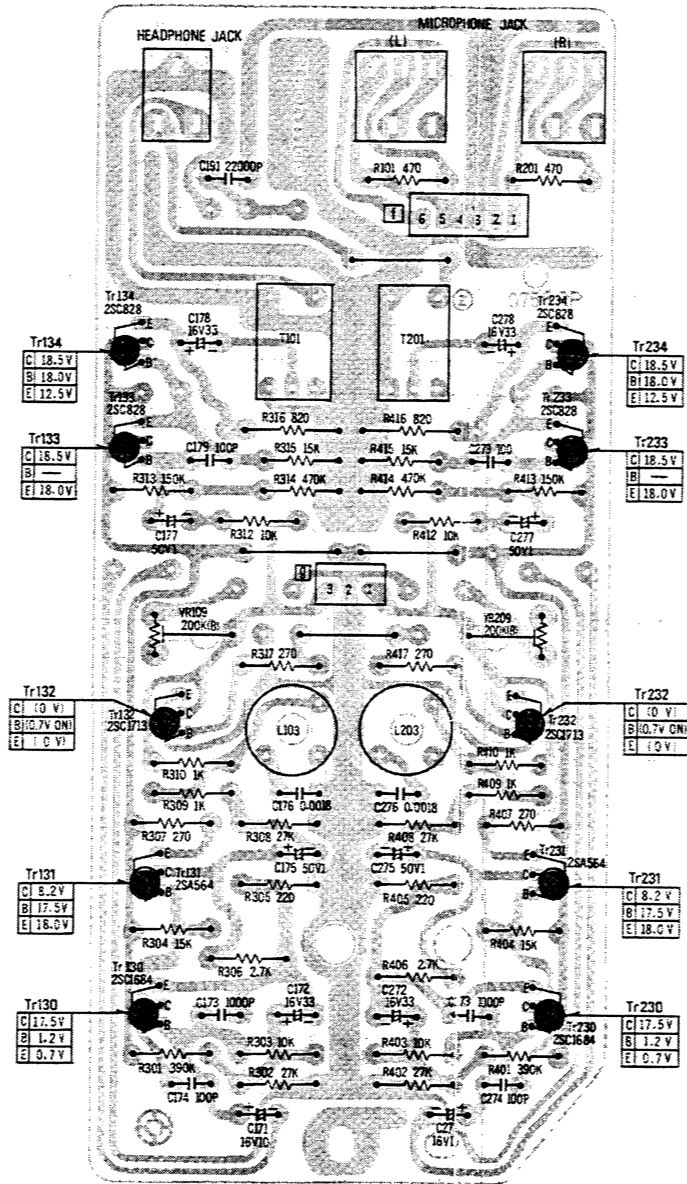 MICROPHONE JACK
HEADPHONE JACK
(L)
(R)
C191 22000P
R101 470
R201 470
f
6 5 4 3 2 1
Tr134
2SC828
C178
16V33
T101
T201
C278
16V33
Tr234
2SC828
E
C
B
E
C
B
Tr134
C 18.5V
B 18.0V
E 12.5V
Tr234
C 18.5V
B 18.0V
E 12.5V
Tr133
2SC828
Tr233
2SC828
E
C
B
E
C
B
R316 820
R416 820
Tr133
C 18.5V
B —
E 18.0V
Tr233
C 18.5V
B —
E 18.0V
C179 100P
R315 15K
R415 15K
C279 100
R313 150K
R314 470K
R414 470K
R413 150K
C177
50V1
R312 10K
R412 10K
C277
50V1
g
3 2 1
VR109
200K(B)
VR209
200K(B)
R317 270
R417 270
Tr132
C (0 V)
B (0.7V ON)
E (0 V)
Tr132
2SC1713
E
C
B
L103
L203
E
C
B
Tr232
2SC1713
Tr232
C (0 V)
B (0.7V ON)
E (0V)
R310 1K
R410 1K
R309 1K
C176 0.0018
C276 0.0018
R409 1K
R307 270
R308 27K
R408 27K
R407 270
Tr131
2SA564
E
C
B
C175 50V1
C275 50V1
E
C
B
Tr231
2SA564
R305 220
R405 220
Tr131
C 8.2V
B 17.5V
E 18.0V
Tr231
C 8.2V
B 17.5V
E 18.0V
R304 15K
R404 15K
R306 2.7K
R406 2.7K
Tr130
2SC1684
E
C
B
C173 1000P
C172
16V33
C272
16V33
C173 1000P
E
C
B
Tr230
2SC1684
Tr130
C 17.5V
B 1.2V
E 0.7V
Tr230
C 17.5V
B 1.2V
E 0.7V
R303 10K
R403 10K
R301 390K
R302 27K
R402 27K
R401 390K
C174 100P
C274 100P
C171
16V10
C27
16V1